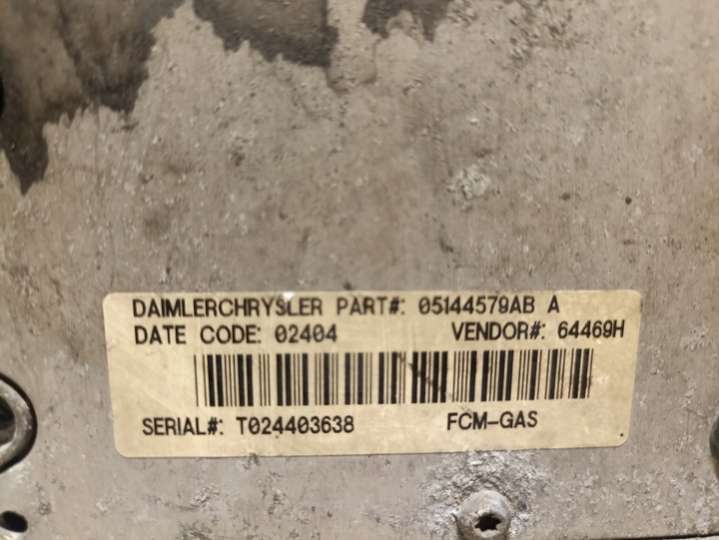 DAIMLERCHRYSLER PART#: 05144579AB A
DATE CODE: 02404 VENDOR#: 64469H
SERIAL#: T024403638 FCM-GAS